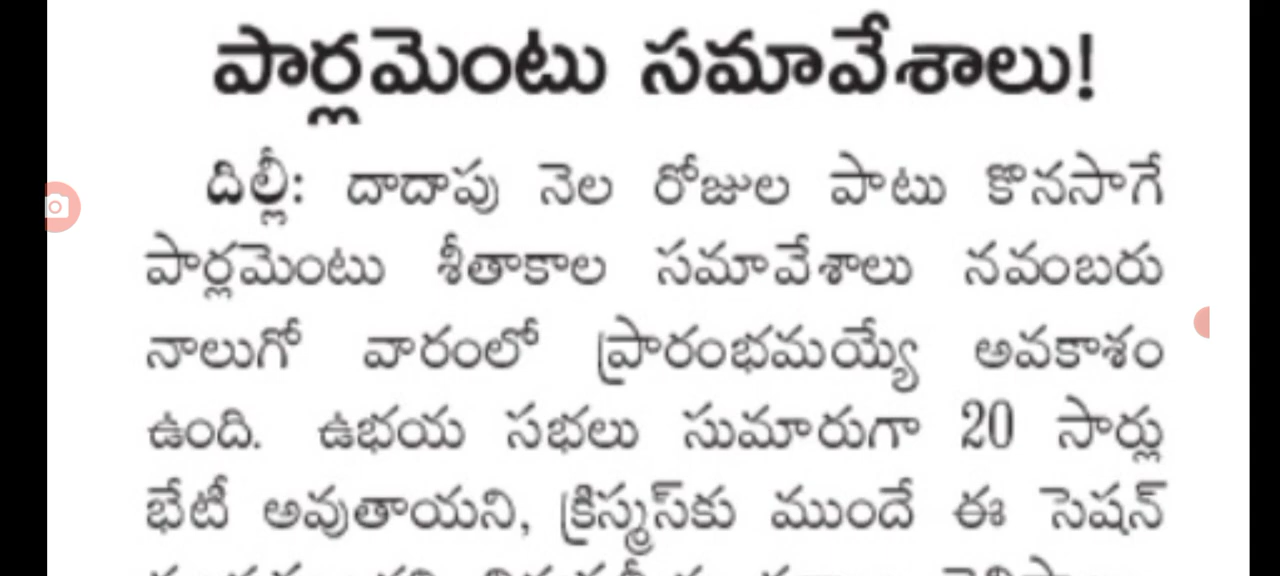 పార్లమెంటు సమావేశాలు!
దిల్లీ: దాదాపు నెల రోజుల పాటు కొనసాగే
పార్లమెంటు శీతాకాల సమావేశాలు నవంబరు
నాలుగో వారంలో ప్రారంభమయ్యే అవకాశం
ఉంది. ఉభయ సభలు సుమారుగా 20 సార్లు
భేటీ అవుతాయని, క్రిస్మస్‌కు ముందే ఈ సెషన్